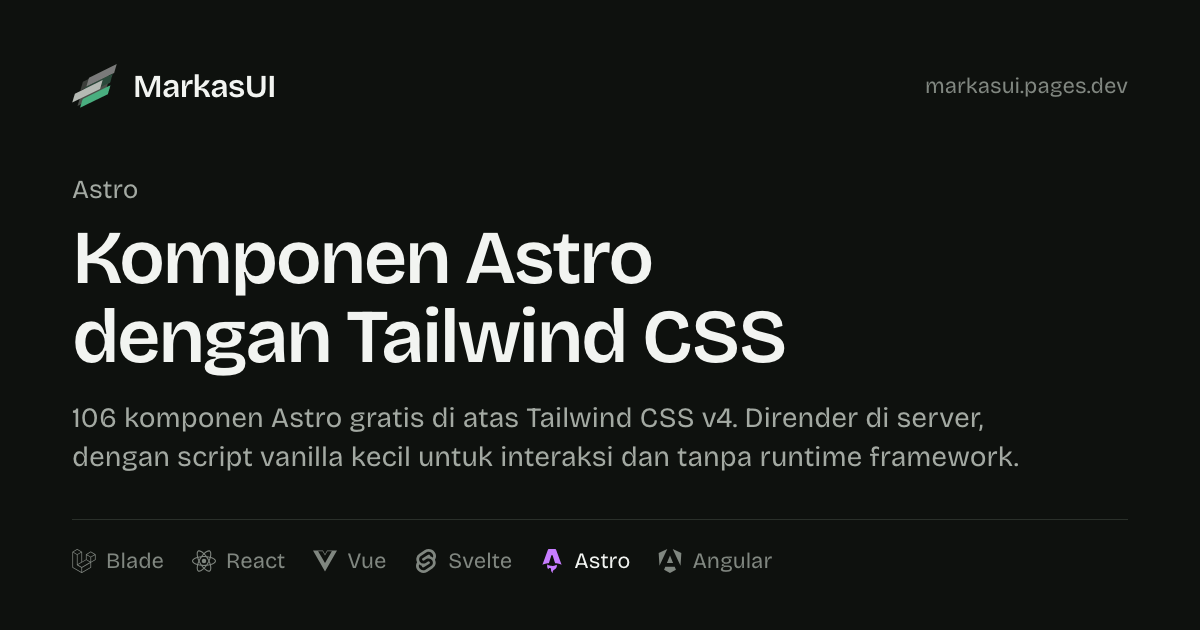 MarkasUI
markasui.pages.dev
Astro
Komponen Astro
dengan Tailwind CSS
106 komponen Astro gratis di atas Tailwind CSS v4. Dirender di server,
dengan script vanilla kecil untuk interaksi dan tanpa runtime framework.
Blade React Vue Svelte Astro Angular